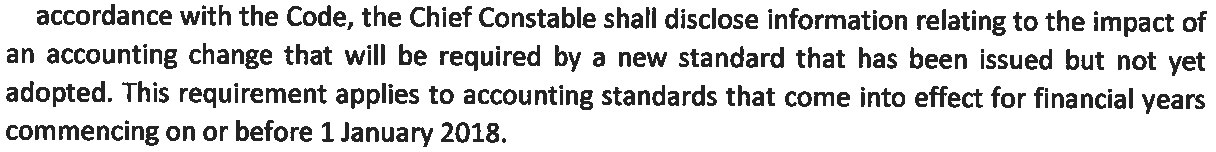 accordance with the Code, the Chief Constable shall disclose information relating to the impact of
an accounting change that will be required by a new standard that has been issued but not yet
adopted. This requirement applies to accounting standards that come into effect for financial years
commencing on or before 1 January 2018.